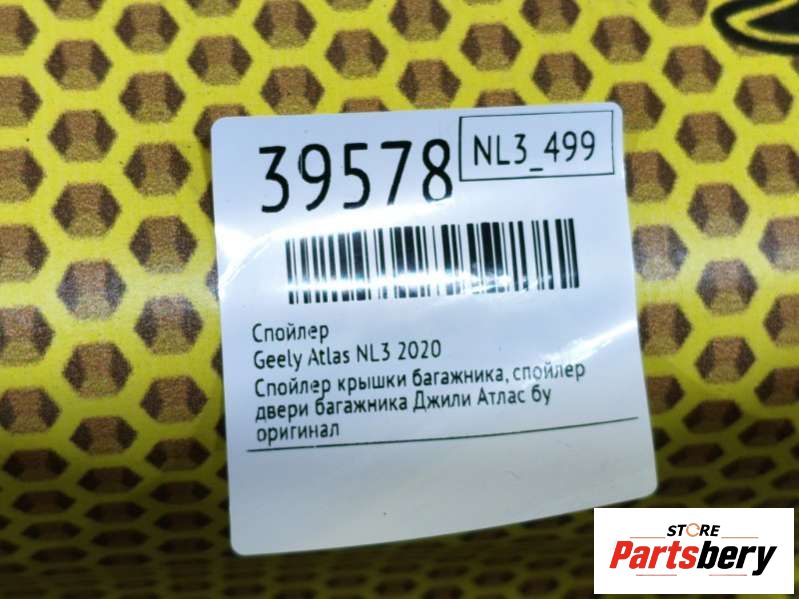 39578
NL3_499
Спойлер
Geely Atlas NL3 2020
Спойлер крышки багажника, спойлер
двери багажника Джили Атлас бу
оригинал
STORE
Partsbery